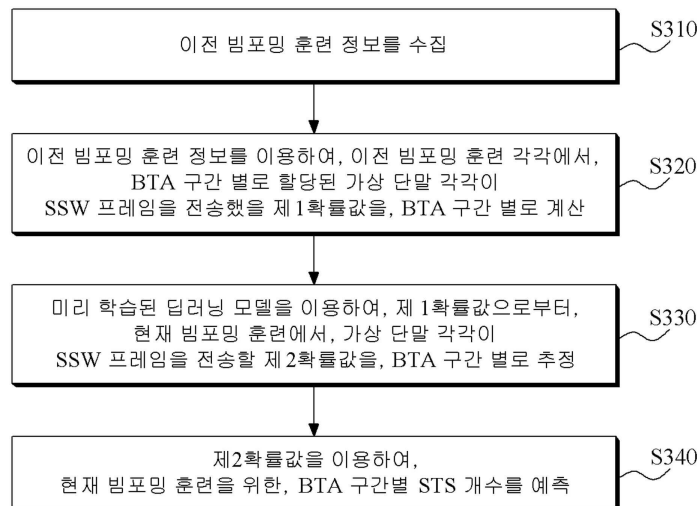 이전 빔포밍 훈련 정보를 수집
S310
이전 빔포밍 훈련 정보를 이용하여, 이전 빔포밍 훈련 각각에서,
BTA 구간 별로 할당된 가상 단말 각각이
SSW 프레임을 전송했을 제1확률값을, BTA 구간 별로 계산
S320
미리 학습된 딥러닝 모델을 이용하여, 제1확률값으로부터,
현재 빔포밍 훈련에서, 가상 단말 각각이
SSW 프레임을 전송할 제2확률값을, BTA 구간 별로 추정
S330
제2확률값을 이용하여,
현재 빔포밍 훈련을 위한, BTA 구간별 STS 개수를 예측
S340